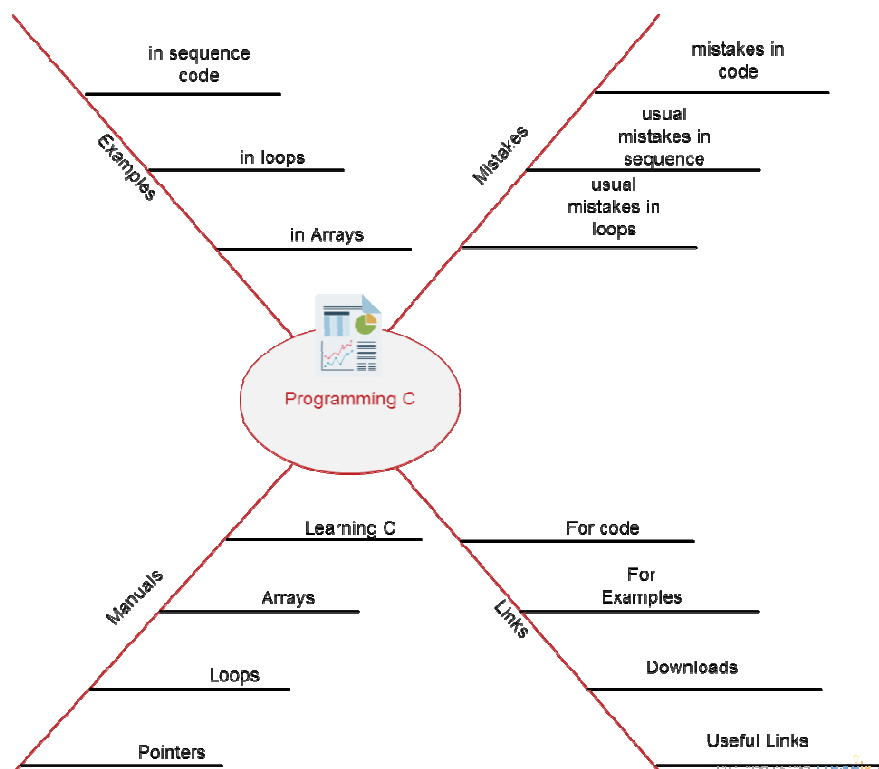 in sequence
code
Examples
in loops
in Arrays
mistakes in
code
Mistakes
usual
mistakes in
sequence
usual
mistakes in
loops
Programming C
Learning C
Manuals
Arrays
Loops
Pointers
For code
For
Examples
Links
Downloads
Useful Links